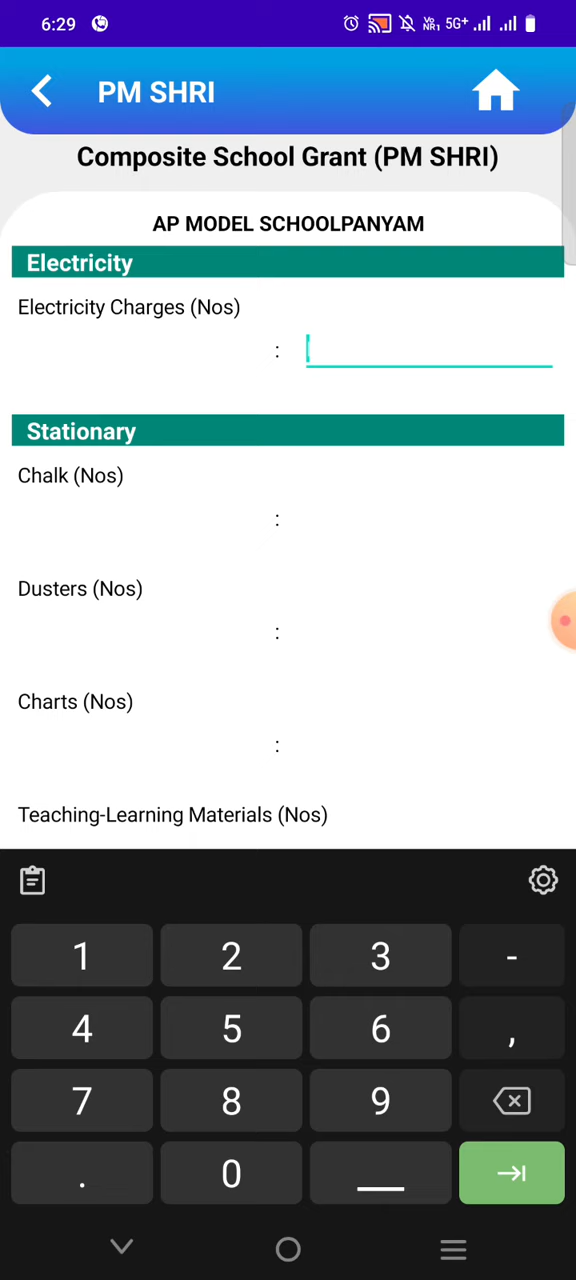 6:29
Vo NR1 5G+
PM SHRI
Composite School Grant (PM SHRI)
AP MODEL SCHOOLPANYAM
Electricity
Electricity Charges (Nos)
:
Stationary
Chalk (Nos)
:
Dusters (Nos)
:
Charts (Nos)
:
Teaching-Learning Materials (Nos)
1 2 3 -
4 5 6 ,
7 8 9
. 0